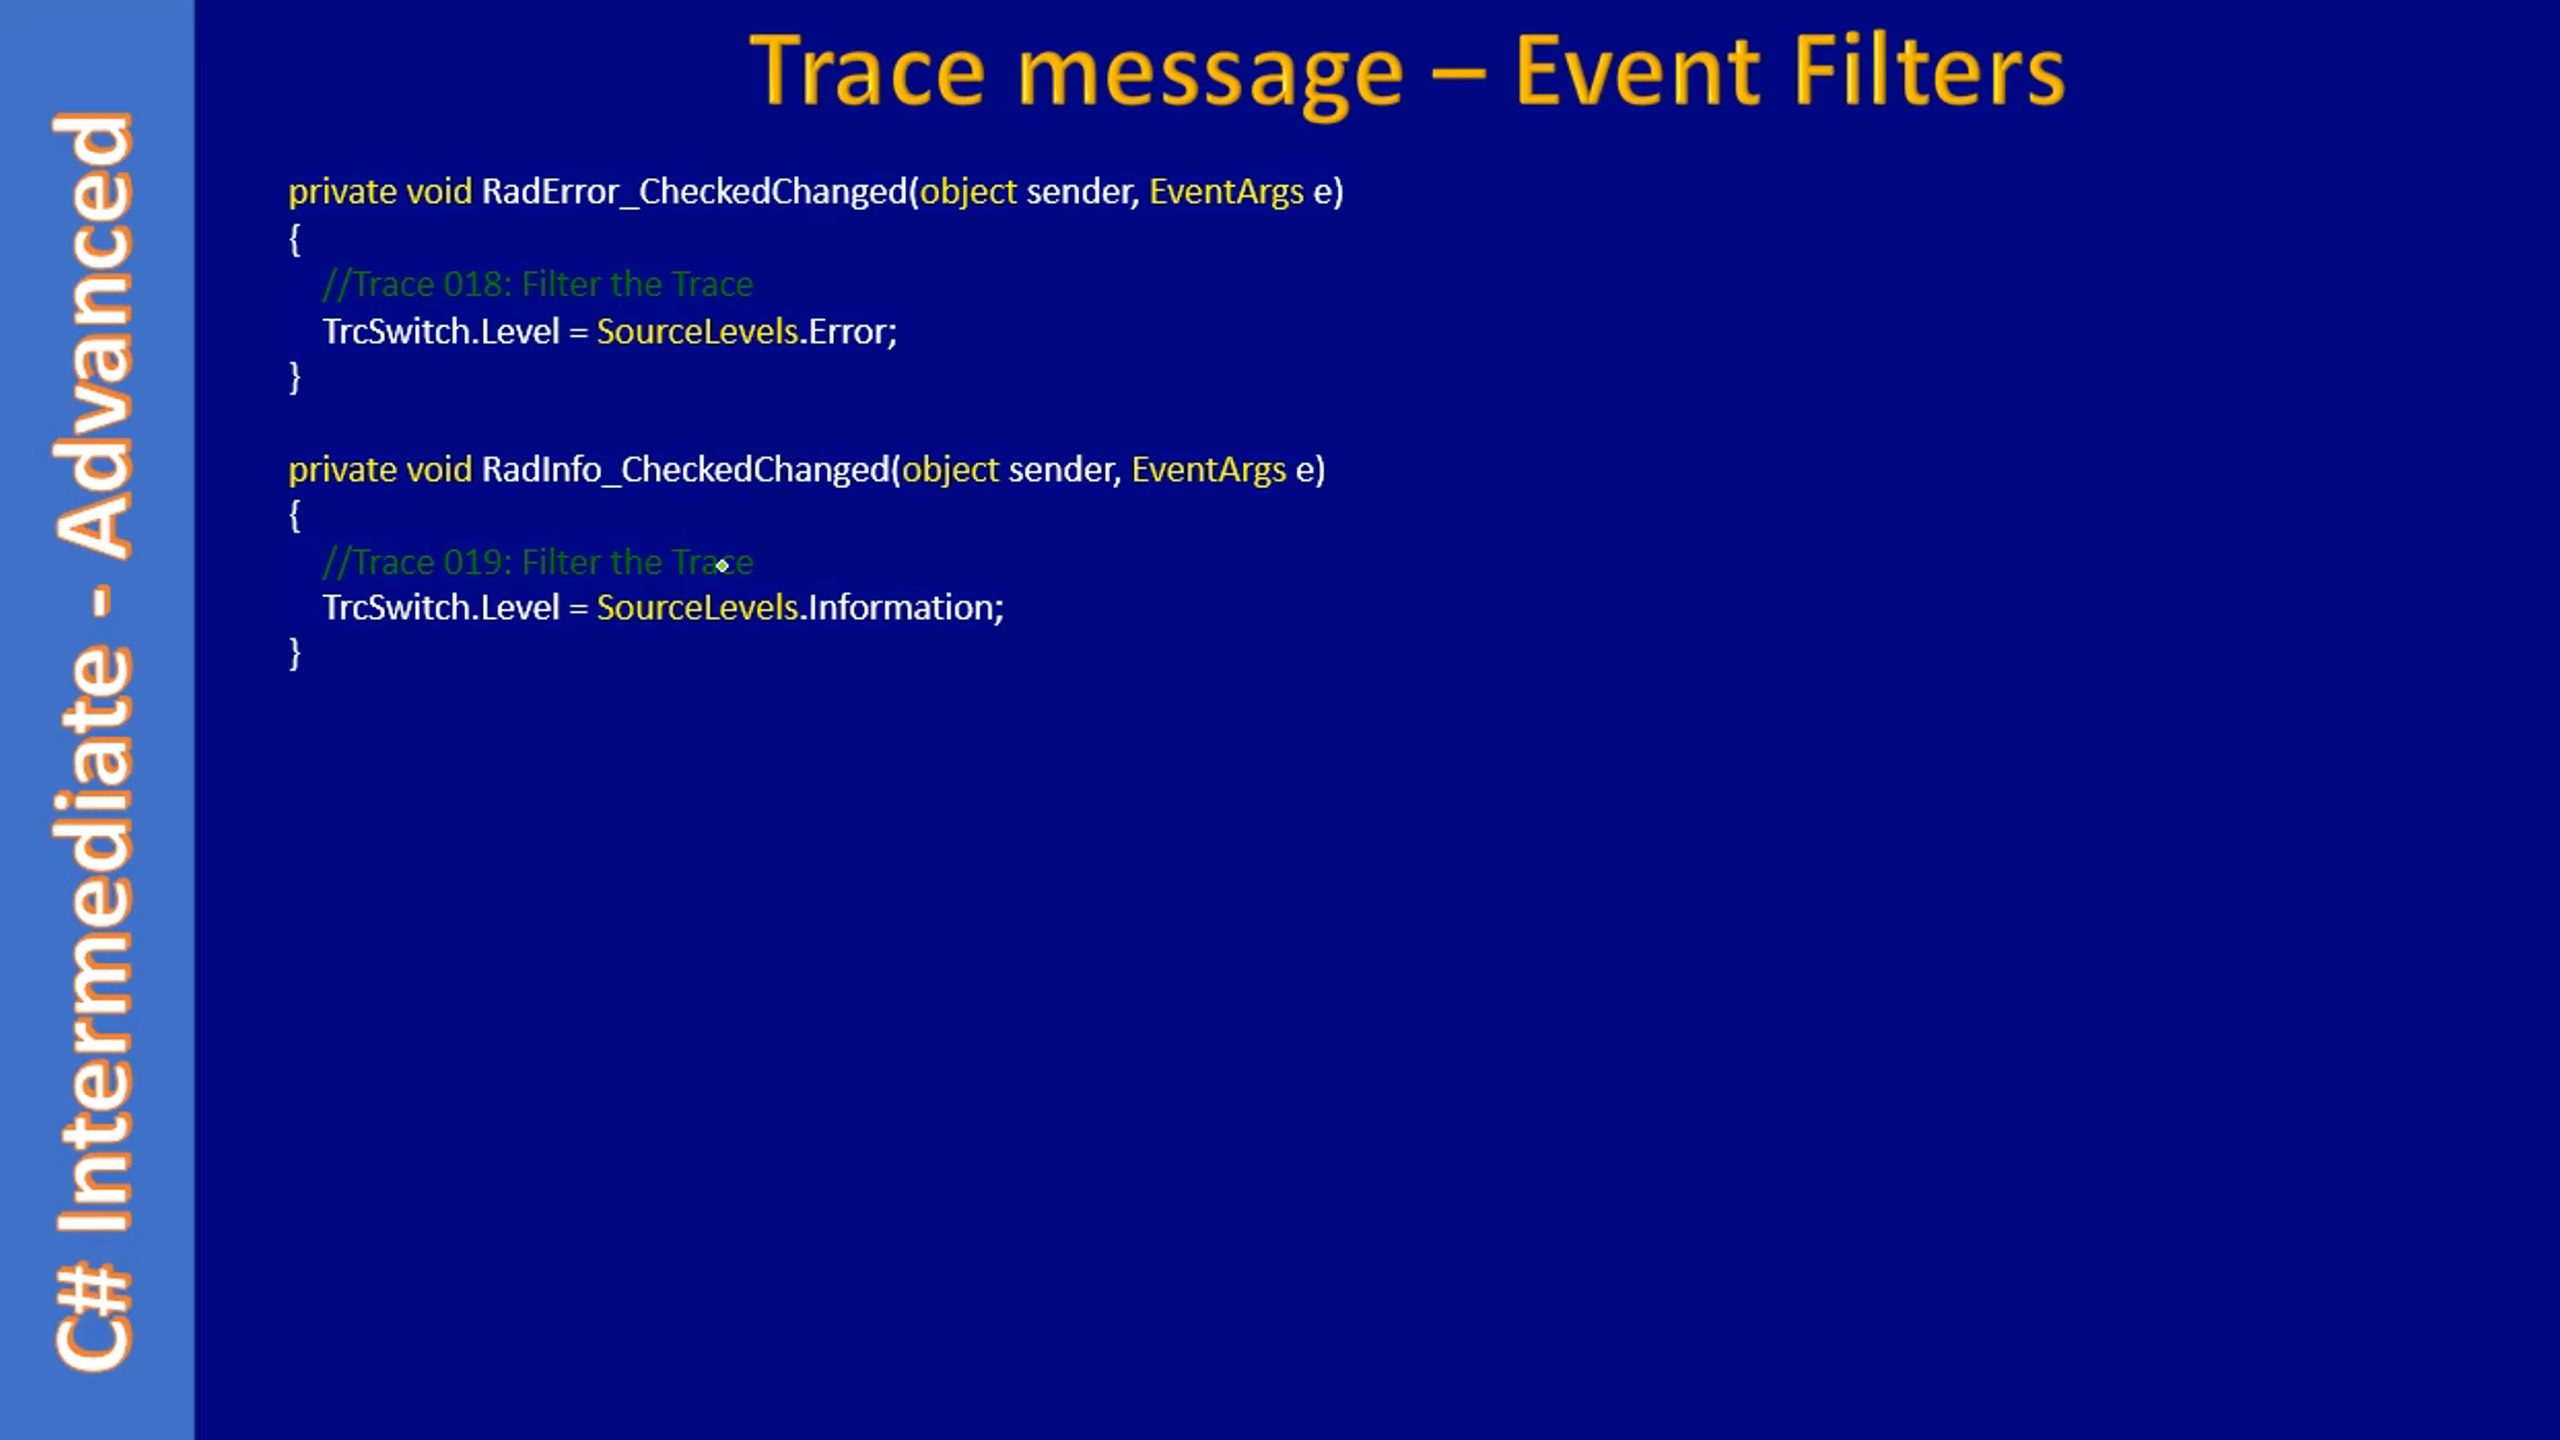 C# Intermediate - Advanced
Trace message – Event Filters
private void RadError_CheckedChanged(object sender, EventArgs e)
{
//Trace 018: Filter the Trace
TrcSwitch.Level = SourceLevels.Error;
}
private void RadInfo_CheckedChanged(object sender, EventArgs e)
{
//Trace 019: Filter the Trace
TrcSwitch.Level = SourceLevels.Information;
}